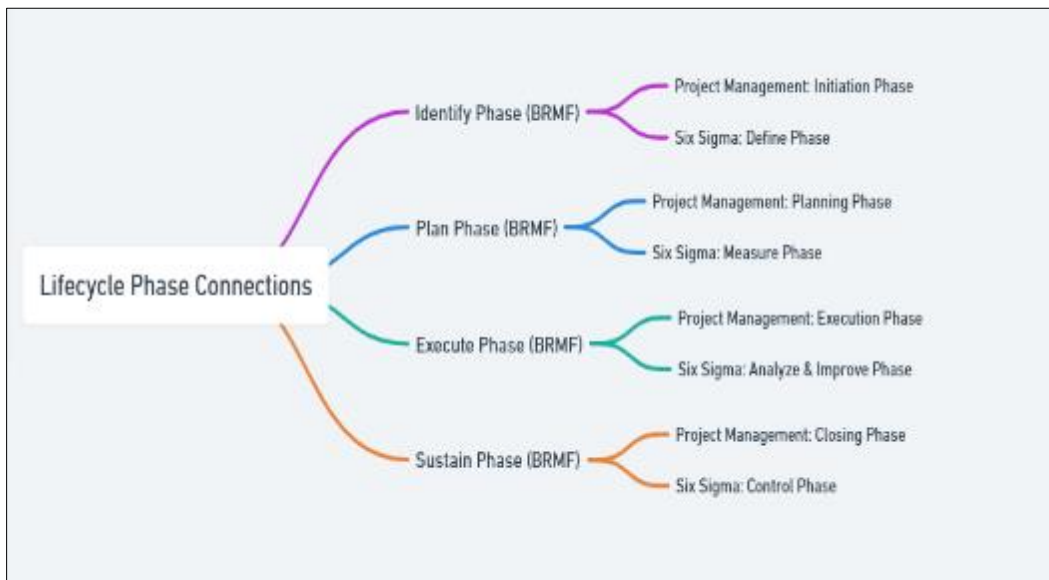 Lifecycle Phase Connections
Identify Phase (BRMF)
Project Management: Initiation Phase
Six Sigma: Define Phase
Plan Phase (BRMF)
Project Management: Planning Phase
Six Sigma: Measure Phase
Execute Phase (BRMF)
Project Management: Execution Phase
Six Sigma: Analyze & Improve Phase
Sustain Phase (BRMF)
Project Management: Closing Phase
Six Sigma: Control Phase